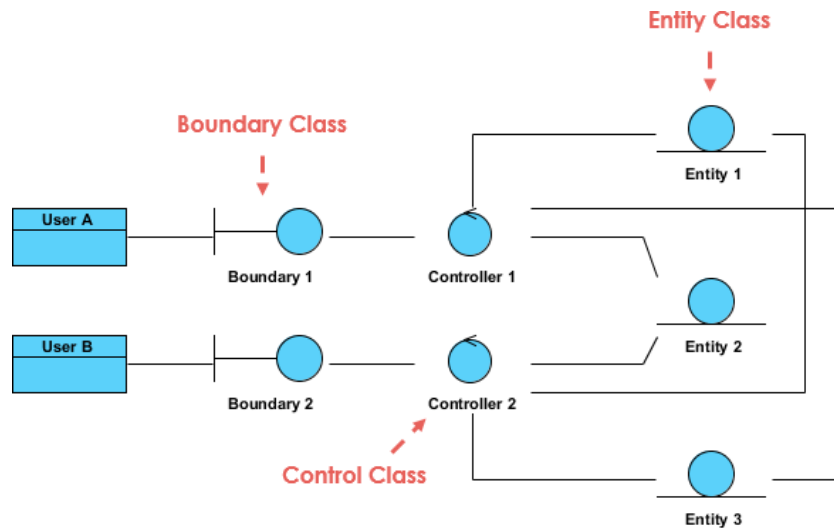 Entity Class
Boundary Class
Entity 1
User A
Boundary 1
Controller 1
Entity 2
User B
Boundary 2
Controller 2
Control Class
Entity 3